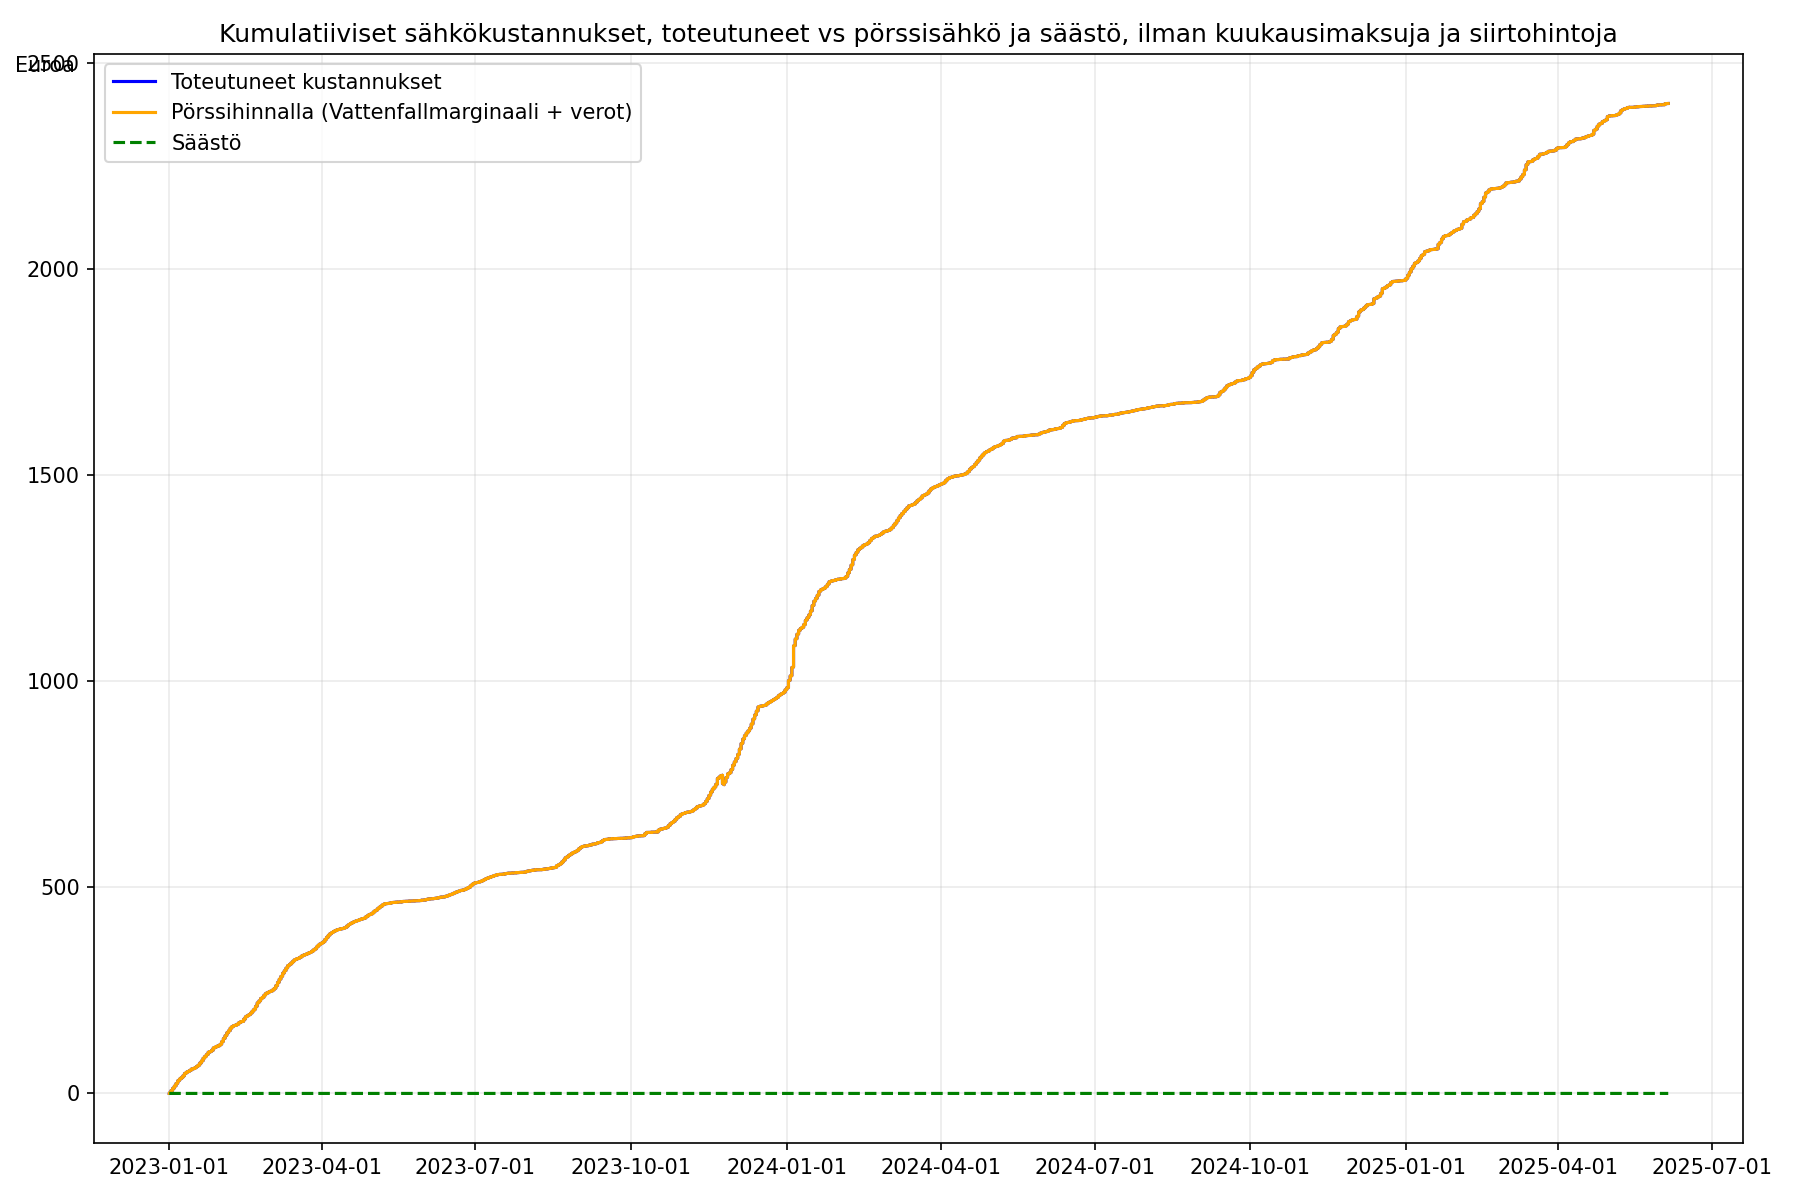 Kumulatiiviset sähkökustannukset, toteutuneet vs pörssisähkö ja säästö, ilman kuukausimaksuja ja siirtohintoja
Euroa
Toteutuneet kustannukset
Pörssihinnalla (Vattenfallmarginaali + verot)
Säästö
2500
2000
1500
1000
500
0
2023-01-01 2023-04-01 2023-07-01 2023-10-01 2024-01-01 2024-04-01 2024-07-01 2024-10-01 2025-01-01 2025-04-01 2025-07-01